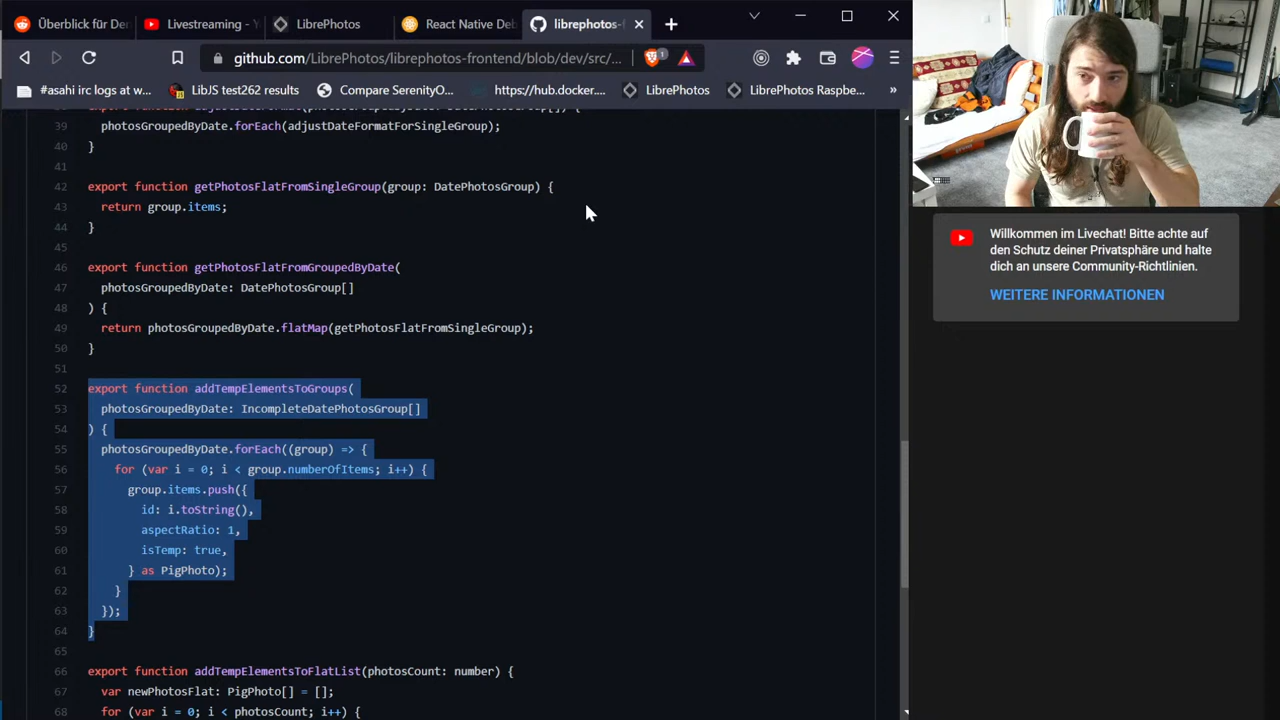 Überblick für Der
Livestreaming - Y
LibrePhotos
React Native Deb
librephotos-f
github.com/LibrePhotos/librephotos-frontend/blob/dev/src/...
1
#asahi irc logs at w...
LibJS test262 results
Compare SerenityO...
https://hub.docker....
LibrePhotos
LibrePhotos Raspbe...
»
39 photosGroupedByDate.forEach(adjustDateFormatForSingleGroup);
40 }
41
42 export function getPhotosFlatFromSingleGroup(group: DatePhotosGroup) {
43 return group.items;
44 }
45
46 export function getPhotosFlatFromGroupedByDate(
47 photosGroupedByDate: DatePhotosGroup[]
48 ) {
49 return photosGroupedByDate.flatMap(getPhotosFlatFromSingleGroup);
50 }
51
52 export function addTempElementsToGroups(
53 photosGroupedByDate: IncompleteDatePhotosGroup[]
54 ) {
55 photosGroupedByDate.forEach((group) => {
56 for (var i = 0; i < group.numberOfItems; i++) {
57 group.items.push({
58 id: i.toString(),
59 aspectRatio: 1,
60 isTemp: true,
61 } as PigPhoto);
62 }
63 });
64 }
65
66 export function addTempElementsToFlatList(photosCount: number) {
67 var newPhotosFlat: PigPhoto[] = [];
68 for (var i = 0; i < photosCount; i++) {
Willkommen im Livechat! Bitte achte auf
den Schutz deiner Privatsphäre und halte
dich an unsere Community-Richtlinien.
WEITERE INFORMATIONEN